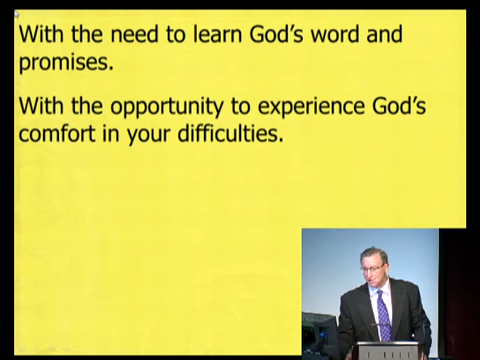 With the need to learn God's word and
promises.
With the opportunity to experience God's
comfort in your difficulties.